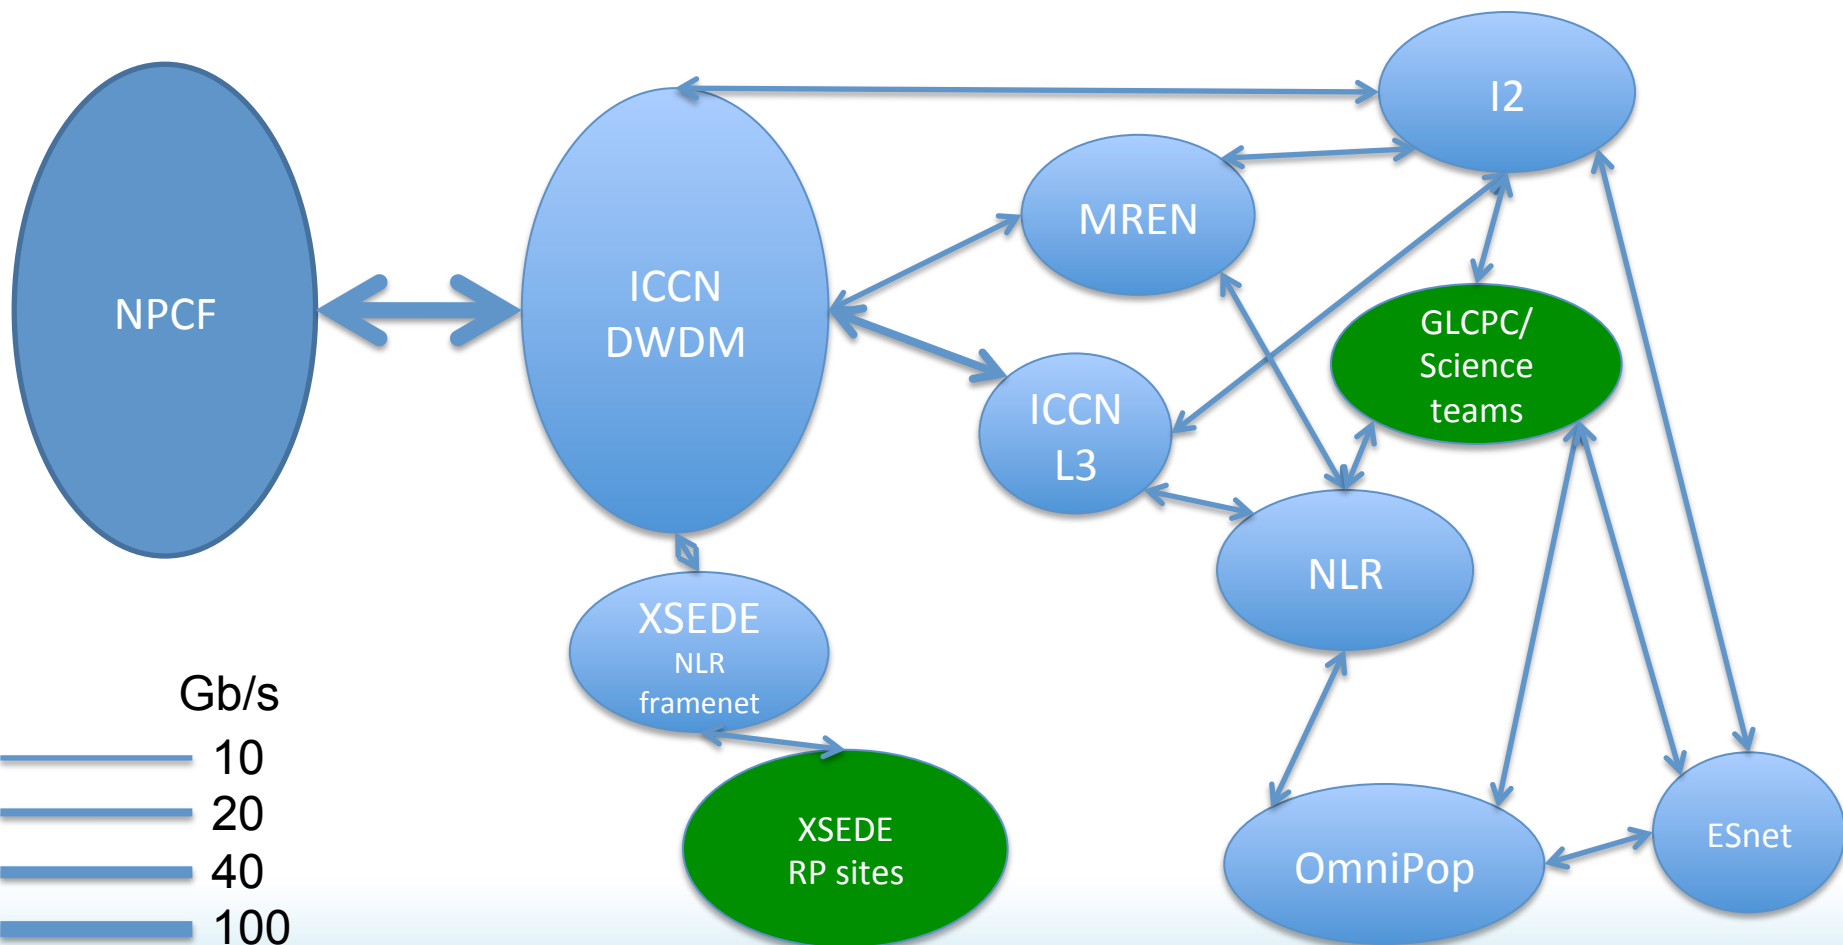 I2
MREN
NPCF
ICCN
DWDM
GLCPC/
Science
teams
ICCN
L3
NLR
XSEDE
NLR
framenet
Gb/s
10
20
40
100
XSEDE
RP sites
OmniPop
ESnet